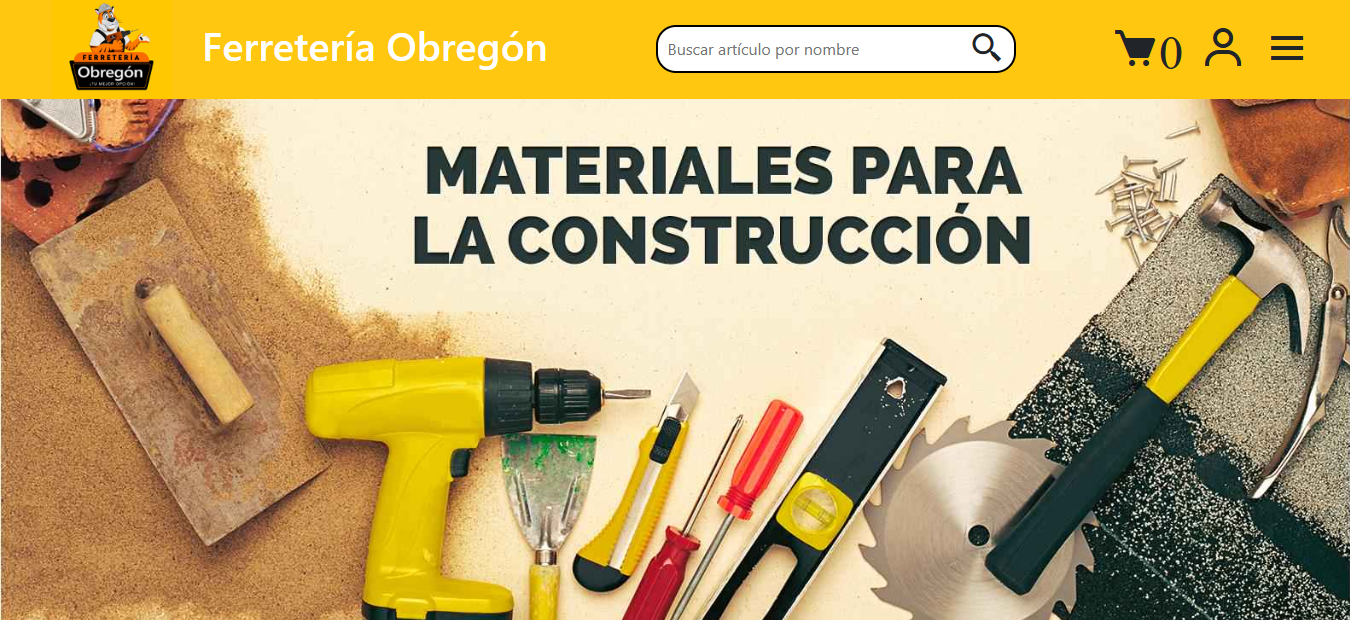 FERRETERÍA
Obregón
¡TU MEJOR OPCIÓN!
Ferretería Obregón
Buscar artículo por nombre
0
MATERIALES PARA
LA CONSTRUCCIÓN